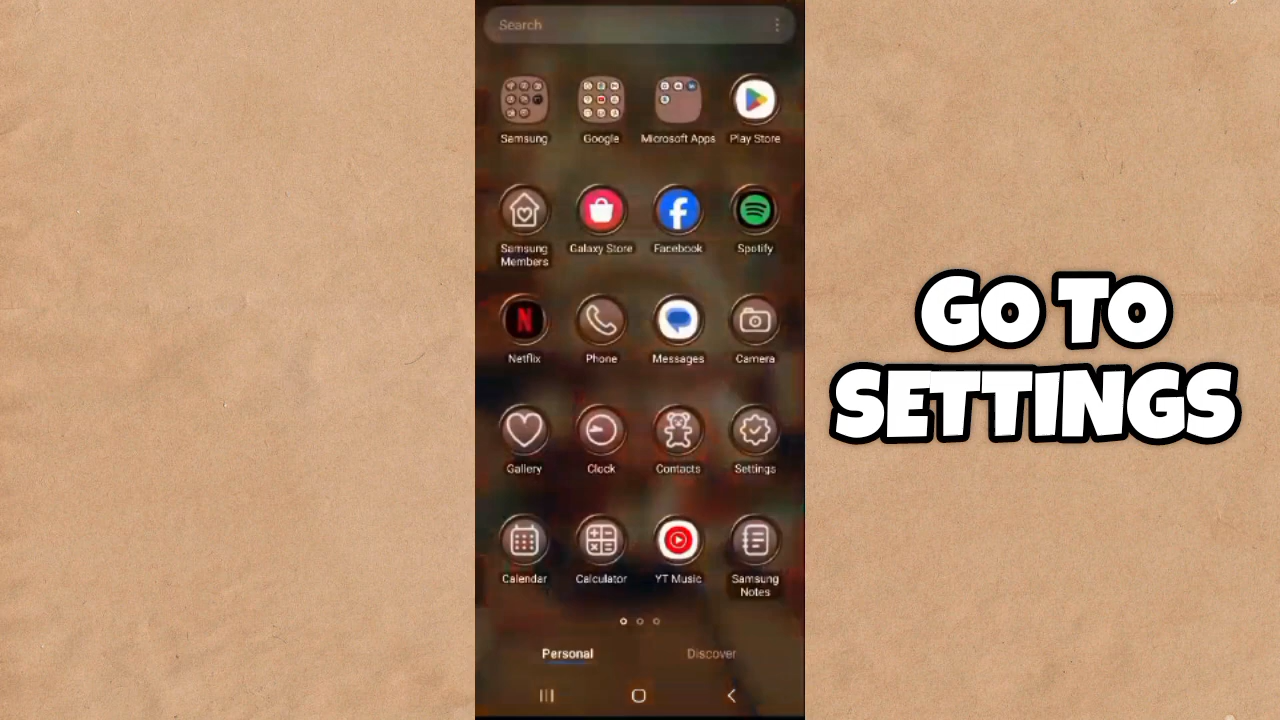 Search
Samsung
Google
Microsoft Apps
Play Store
Samsung
Members
Galaxy Store
Facebook
Spotify
Netflix
Phone
Messages
Camera
Gallery
Clock
Contacts
Settings
Calendar
Calculator
YT Music
Samsung
Notes
Personal
Discover
GO TO
SETTINGS